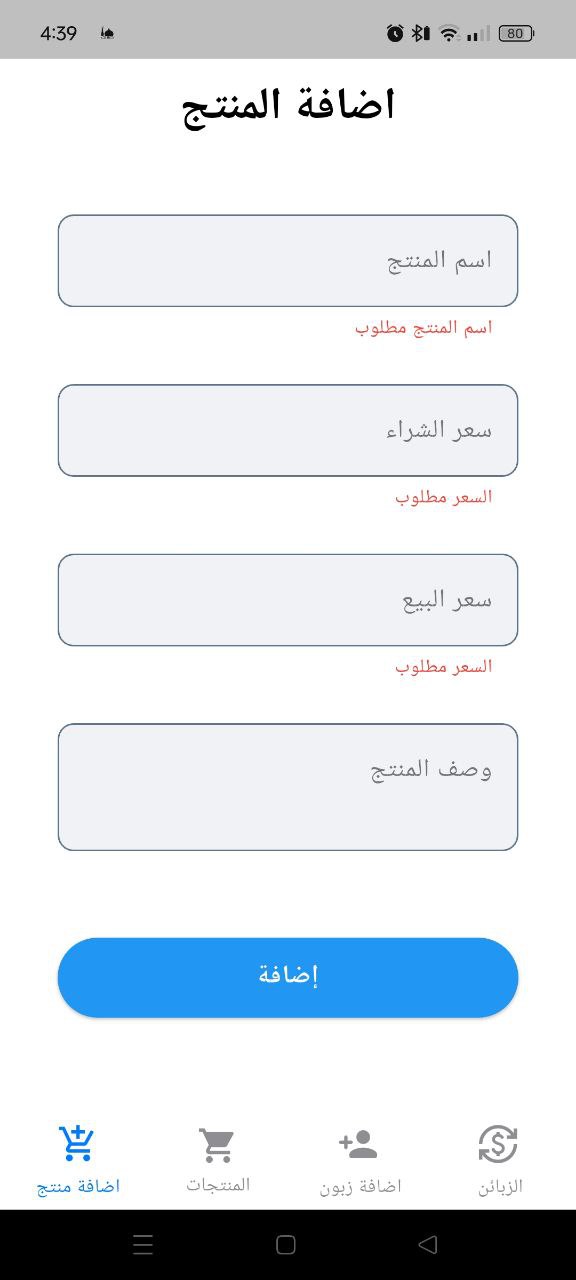 4:39
80
اضافة المنتج
اسم المنتج
اسم المنتج مطلوب
سعر الشراء
السعر مطلوب
سعر البيع
السعر مطلوب
وصف المنتج
إضافة
الزبائن
اضافة زبون
المنتجات
اضافة منتج